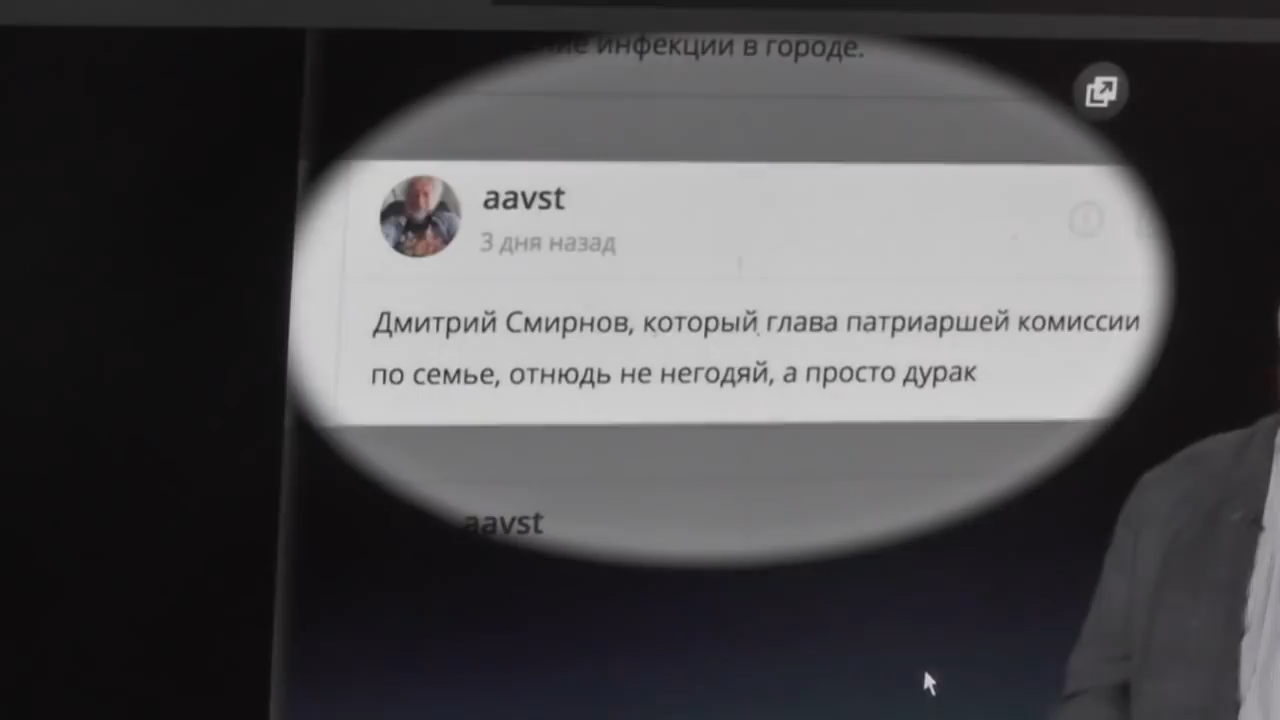 инфекции в городе.
aavst
3 дня назад
Дмитрий Смирнов, который глава патриаршей комиссии
по семье, отнюдь не негодяй, а просто дурак
aavst